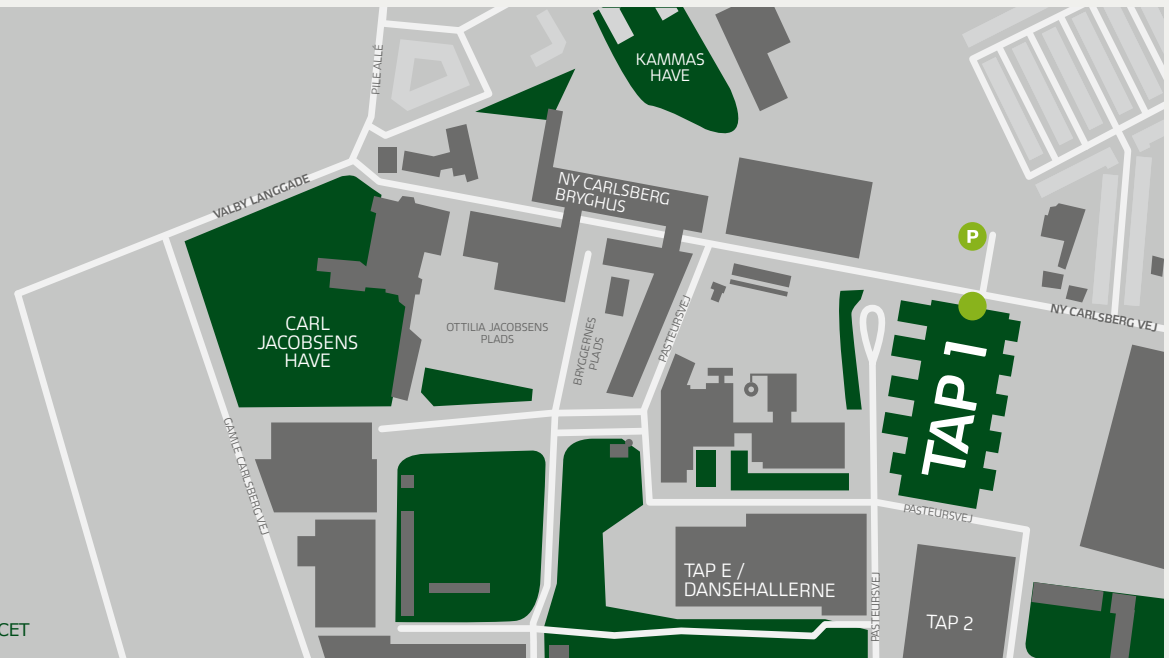 PILE ALLÉ
KAMMAS
HAVE
VALBY LANGGADE
NY CARLSBERG
BRYGHUS
P
NY CARLSBERG VEJ
CARL
JACOBSENS
HAVE
OTTILIA JACOBSENS
PLADS
BRYGGERNES
PLADS
PASTEURSVEJ
TAP 1
GAMLE CARLSBERG VEJ
PASTEURSVEJ
TAP E /
DANSEHALLERNE
PASTEURSVEJ
TAP 2
CET